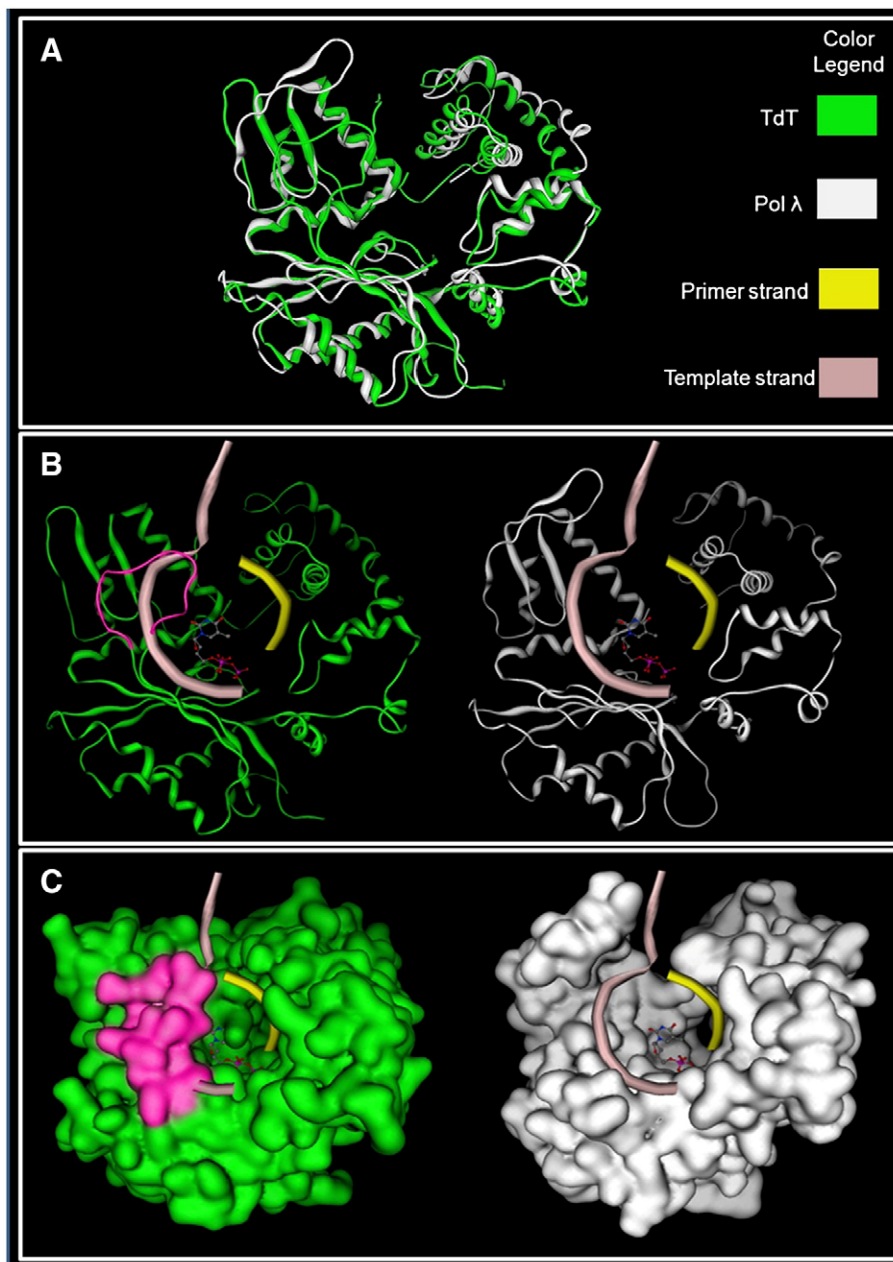 A
Color
Legend
TdT
Pol λ
Primer strand
Template strand
B
C